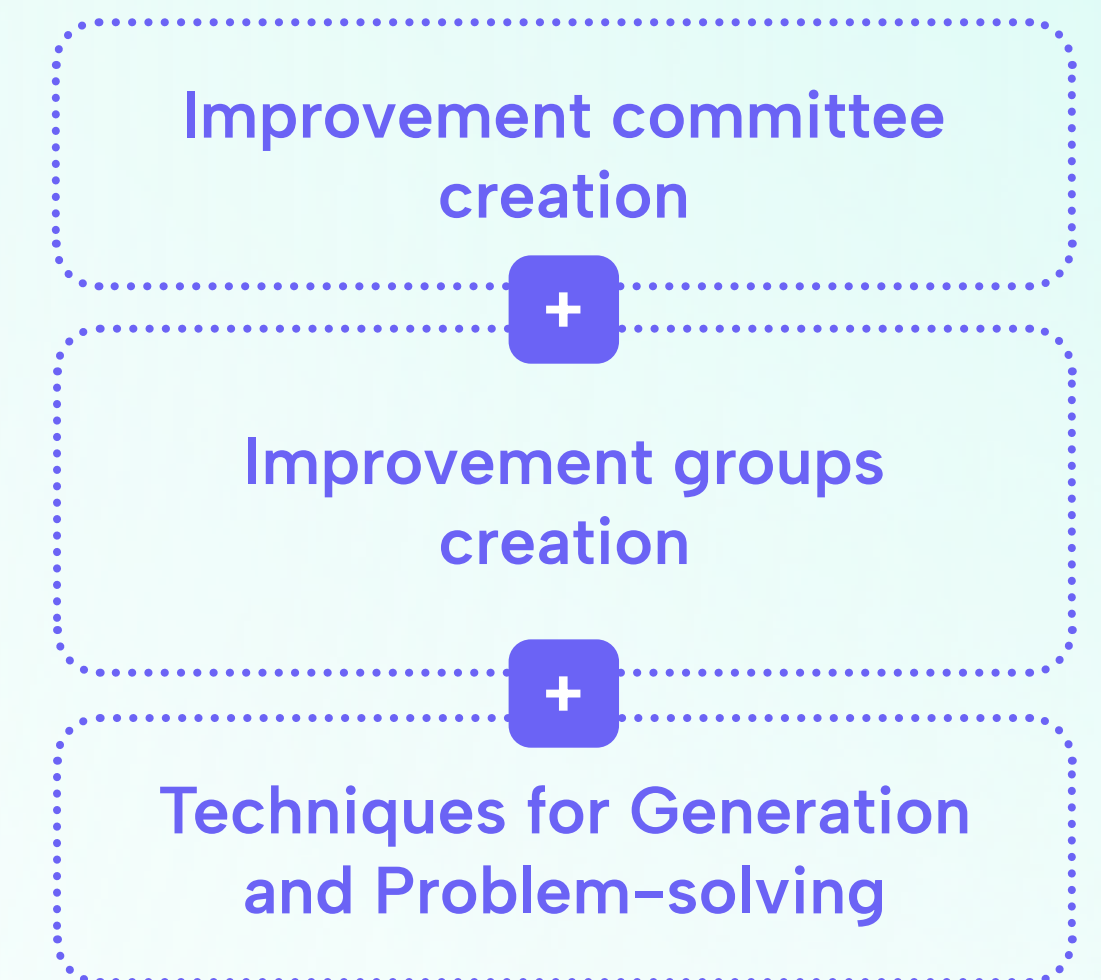 Improvement committee
creation
+
Improvement groups
creation
+
Techniques for Generation
and Problem-solving